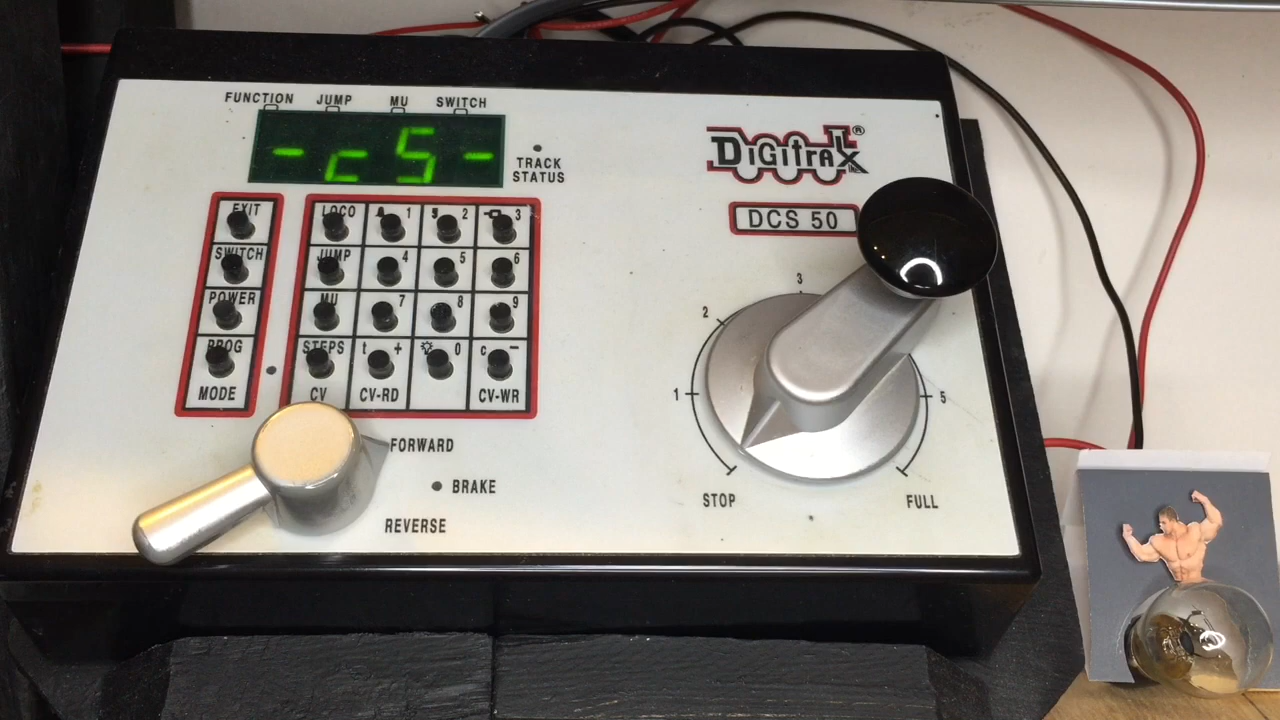 FUNCTION JUMP MU SWITCH
-c5-
TRACK
STATUS
DiGitrax ®
DCS 50
EXIT
SWITCH
POWER
PROG
MODE
LOCO 1 2 3
JUMP 4 5 6
MU 7 8 9
STEPS t + 0 c -
CV CV-RD CV-WR
FORWARD
BRAKE
REVERSE
1
2
3
5
STOP
FULL